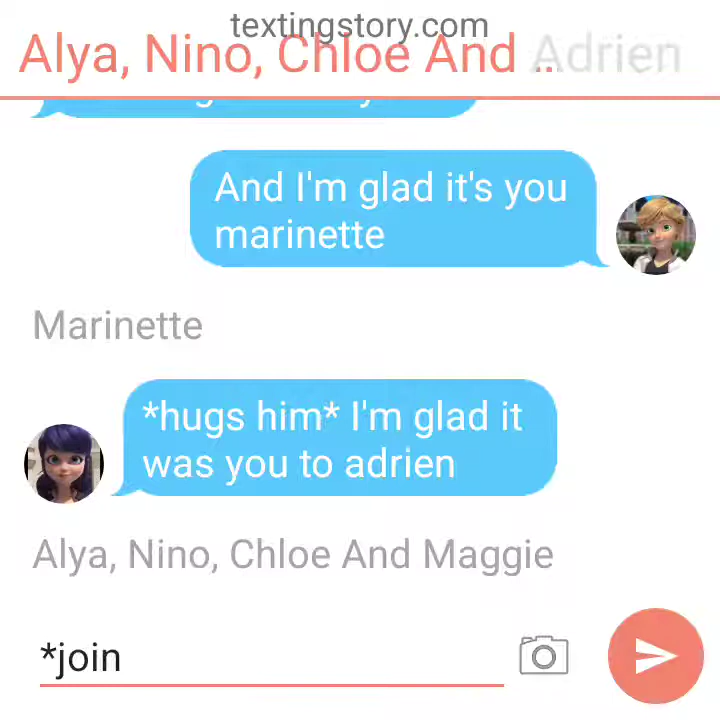 textingstory.com
Alya, Nino, Chloe And .. Adrien
And I'm glad it's you
marinette
Marinette
*hugs him* I'm glad it
was you to adrien
Alya, Nino, Chloe And Maggie
*join